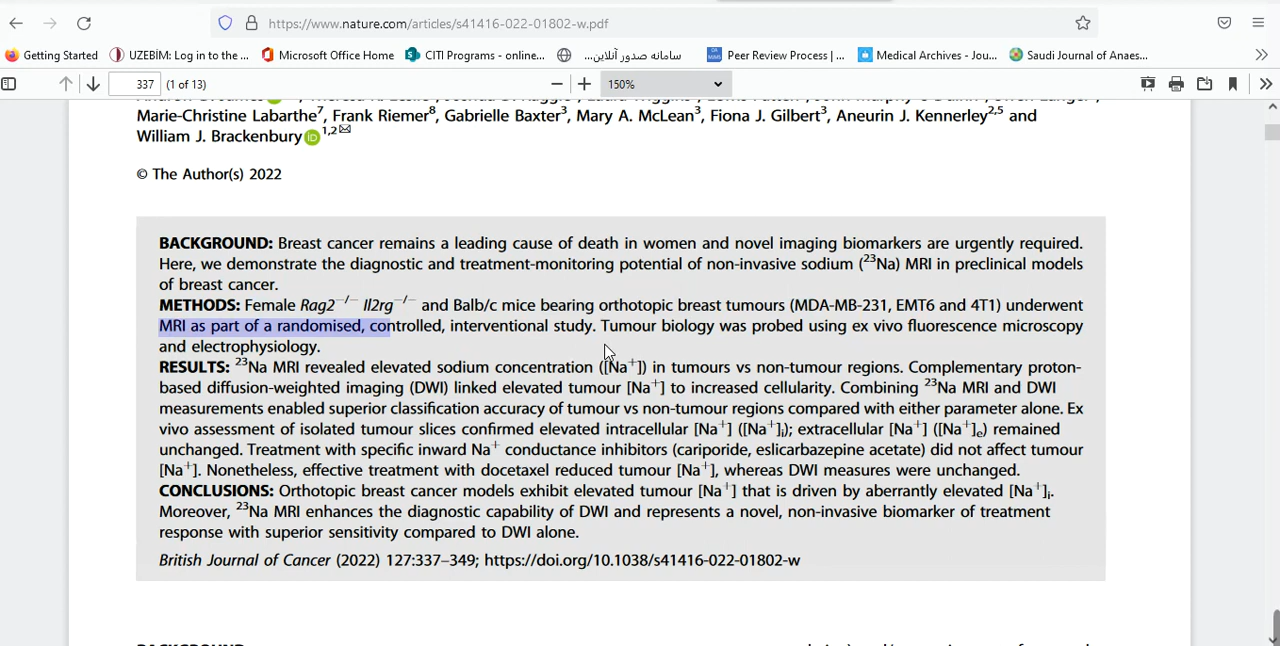 https://www.nature.com/articles/s41416-022-01802-w.pdf
Getting Started UZEBİM: Log in to the ... Microsoft Office Home CITI Programs - online... سامانه صدور آنلاین... Peer Review Process | ... Medical Archives - Jou... Saudi Journal of Anaes...
337 (1 of 13) 150%
Marie-Christine Labarthe⁷, Frank Riemer⁸, Gabrielle Baxter³, Mary A. McLean³, Fiona J. Gilbert³, Aneurin J. Kennerley²,⁵ and
William J. Brackenbury iD ¹,²✉
© The Author(s) 2022
BACKGROUND: Breast cancer remains a leading cause of death in women and novel imaging biomarkers are urgently required.
Here, we demonstrate the diagnostic and treatment-monitoring potential of non-invasive sodium (²³Na) MRI in preclinical models
of breast cancer.
METHODS: Female Rag2⁻/⁻ Il2rg⁻/⁻ and Balb/c mice bearing orthotopic breast tumours (MDA-MB-231, EMT6 and 4T1) underwent
MRI as part of a randomised, controlled, interventional study. Tumour biology was probed using ex vivo fluorescence microscopy
and electrophysiology.
RESULTS: ²³Na MRI revealed elevated sodium concentration ([Na⁺]) in tumours vs non-tumour regions. Complementary proton-
based diffusion-weighted imaging (DWI) linked elevated tumour [Na⁺] to increased cellularity. Combining ²³Na MRI and DWI
measurements enabled superior classification accuracy of tumour vs non-tumour regions compared with either parameter alone. Ex
vivo assessment of isolated tumour slices confirmed elevated intracellular [Na⁺] ([Na⁺]ᵢ); extracellular [Na⁺] ([Na⁺]ₑ) remained
unchanged. Treatment with specific inward Na⁺ conductance inhibitors (cariporide, eslicarbazepine acetate) did not affect tumour
[Na⁺]. Nonetheless, effective treatment with docetaxel reduced tumour [Na⁺], whereas DWI measures were unchanged.
CONCLUSIONS: Orthotopic breast cancer models exhibit elevated tumour [Na⁺] that is driven by aberrantly elevated [Na⁺]ᵢ.
Moreover, ²³Na MRI enhances the diagnostic capability of DWI and represents a novel, non-invasive biomarker of treatment
response with superior sensitivity compared to DWI alone.
British Journal of Cancer (2022) 127:337–349; https://doi.org/10.1038/s41416-022-01802-w